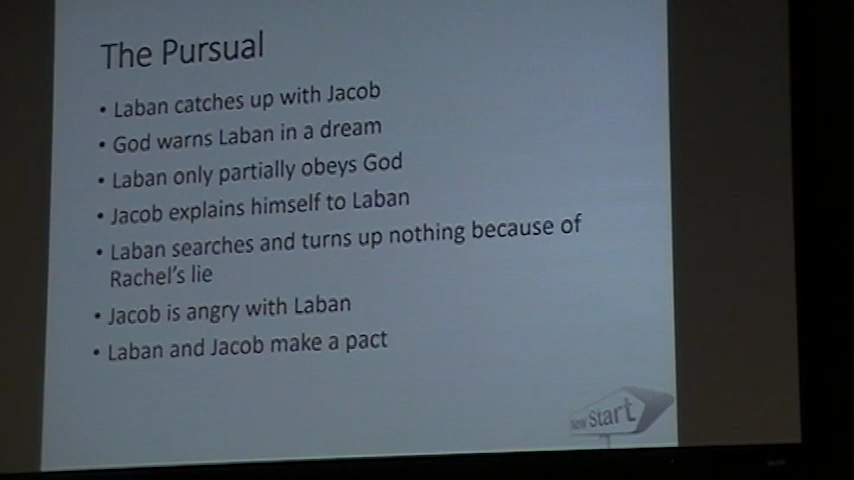 The Pursual
• Laban catches up with Jacob
• God warns Laban in a dream
• Laban only partially obeys God
• Jacob explains himself to Laban
• Laban searches and turns up nothing because of
Rachel's lie
• Jacob is angry with Laban
• Laban and Jacob make a pact
New Start